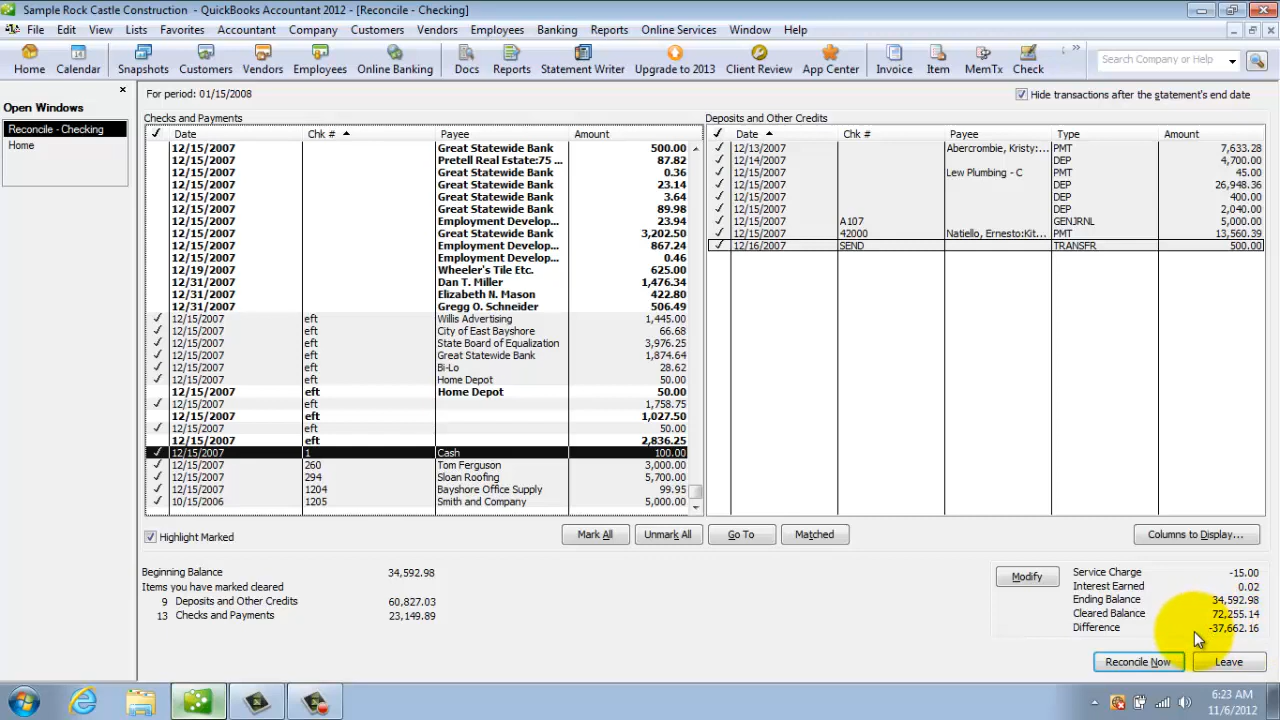 Sample Rock Castle Construction - QuickBooks Accountant 2012 - [Reconcile - Checking]
File Edit View Lists Favorites Accountant Company Customers Vendors Employees Banking Reports Online Services Window Help
Home Calendar Snapshots Customers Vendors Employees Online Banking Docs Reports Statement Writer Upgrade to 2013 Client Review App Center Invoice Item MemTx Check » Search Company or Help
Open Windows
Reconcile - Checking
Home
For period: 01/15/2008
Hide transactions after the statement's end date
Checks and Payments
✓ Date Chk # Payee Amount
12/15/2007 Great Statewide Bank 500.00
12/15/2007 Pretell Real Estate:75 ... 87.82
12/15/2007 Great Statewide Bank 0.36
12/15/2007 Great Statewide Bank 23.14
12/15/2007 Great Statewide Bank 3.64
12/15/2007 Great Statewide Bank 89.98
12/15/2007 Employment Develop... 23.94
12/15/2007 Great Statewide Bank 3,202.50
12/15/2007 Employment Develop... 867.24
12/15/2007 Employment Develop... 0.46
12/19/2007 Wheeler's Tile Etc. 625.00
12/31/2007 Dan T. Miller 1,476.34
12/31/2007 Elizabeth N. Mason 422.80
12/31/2007 Gregg O. Schneider 506.49
✓ 12/15/2007 eft Willis Advertising 1,445.00
✓ 12/15/2007 eft City of East Bayshore 66.68
✓ 12/15/2007 eft State Board of Equalization 3,976.25
✓ 12/15/2007 eft Great Statewide Bank 1,874.64
✓ 12/15/2007 eft Bi-Lo 28.62
✓ 12/15/2007 eft Home Depot 50.00
12/15/2007 eft Home Depot 50.00
✓ 12/15/2007 eft 1,758.75
12/15/2007 eft 1,027.50
✓ 12/15/2007 eft 50.00
12/15/2007 eft 2,836.25
✓ 12/15/2007 1 Cash 100.00
✓ 12/15/2007 260 Tom Ferguson 3,000.00
✓ 12/15/2007 294 Sloan Roofing 5,700.00
✓ 12/15/2007 1204 Bayshore Office Supply 99.95
✓ 10/15/2006 1205 Smith and Company 5,000.00
Deposits and Other Credits
✓ Date Chk # Payee Type Amount
✓ 12/13/2007 Abercrombie, Kristy:... PMT 7,633.28
✓ 12/14/2007 DEP 4,700.00
✓ 12/15/2007 Lew Plumbing - C PMT 45.00
✓ 12/15/2007 DEP 26,948.36
✓ 12/15/2007 DEP 400.00
✓ 12/15/2007 DEP 2,040.00
✓ 12/15/2007 A107 GENJRNL 5,000.00
✓ 12/15/2007 42000 Natiello, Ernesto:Kit... PMT 13,560.39
✓ 12/16/2007 SEND TRANSFR 500.00
Highlight Marked
Mark All Unmark All Go To Matched Columns to Display...
Beginning Balance 34,592.98
Items you have marked cleared
9 Deposits and Other Credits 60,827.03
13 Checks and Payments 23,149.89
Modify
Service Charge -15.00
Interest Earned 0.02
Ending Balance 34,592.98
Cleared Balance 72,255.14
Difference -37,662.16
Reconcile Now Leave
6:23 AM
11/6/2012